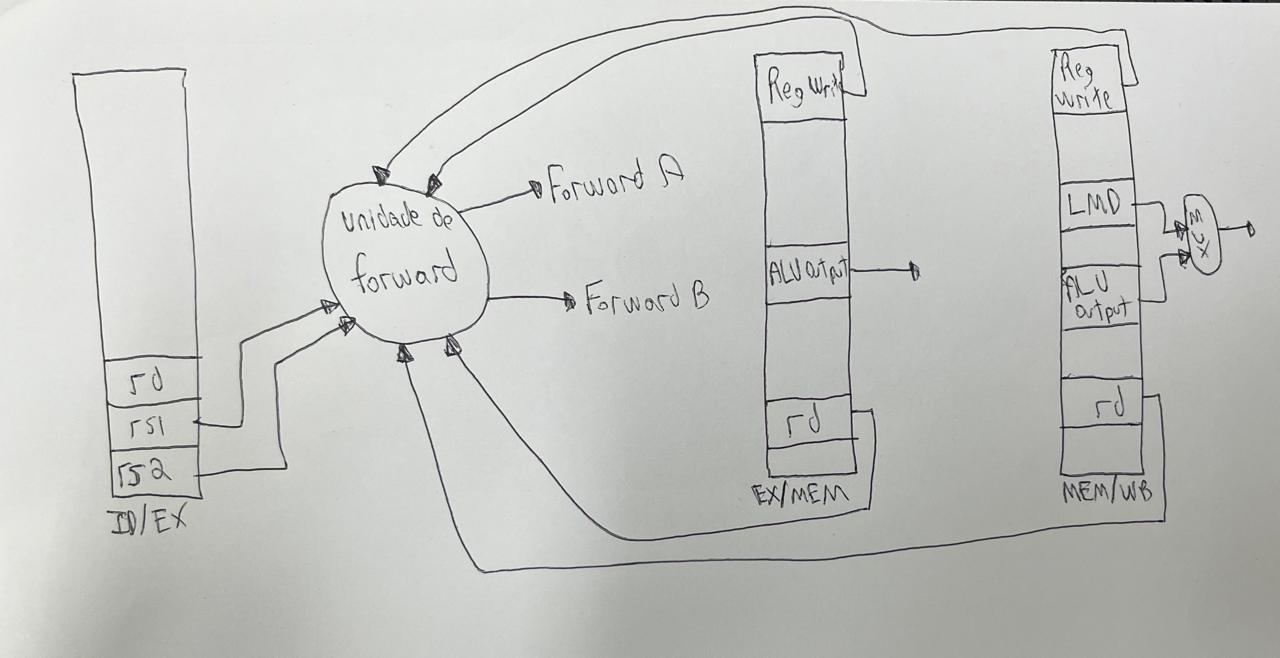 rd
rs1
rs2
ID/EX
unidade de
forward
Forward A
Forward B
Reg Write
ALU Output
rd
EX/MEM
Reg
Write
LMD
ALU
Output
rd
MEM/WB
MUX